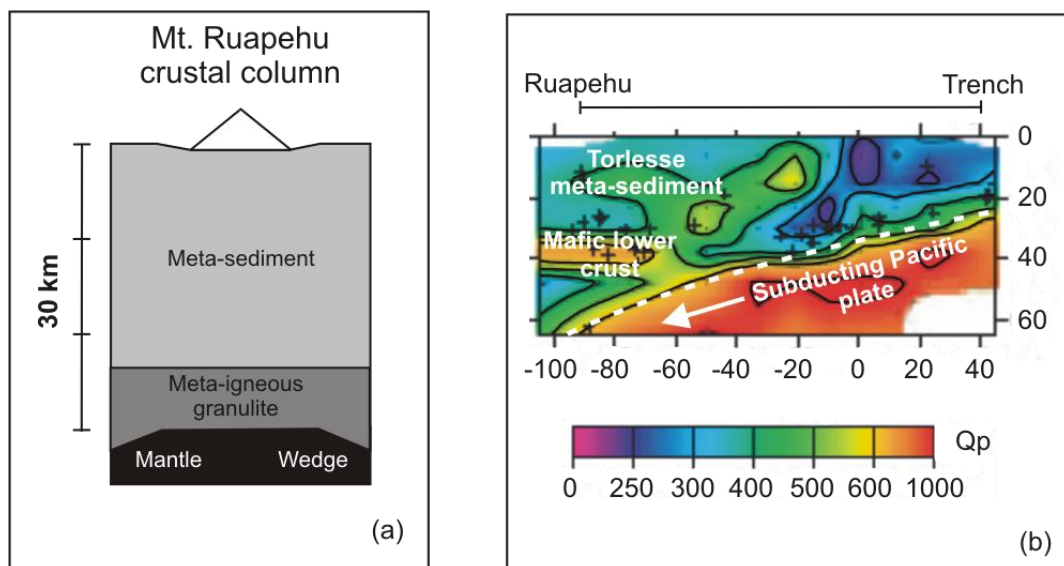 Mt. Ruapehu
crustal column
30 km
Meta-sediment
Meta-igneous
granulite
Mantle
Wedge
(a)
Ruapehu
Trench
Torlesse
meta-sediment
Mafic lower
crust
Subducting Pacific
plate
0
20
40
60
-100 -80 -60 -40 -20 0 20 40
Qp
0 250 300 400 500 600 1000
(b)